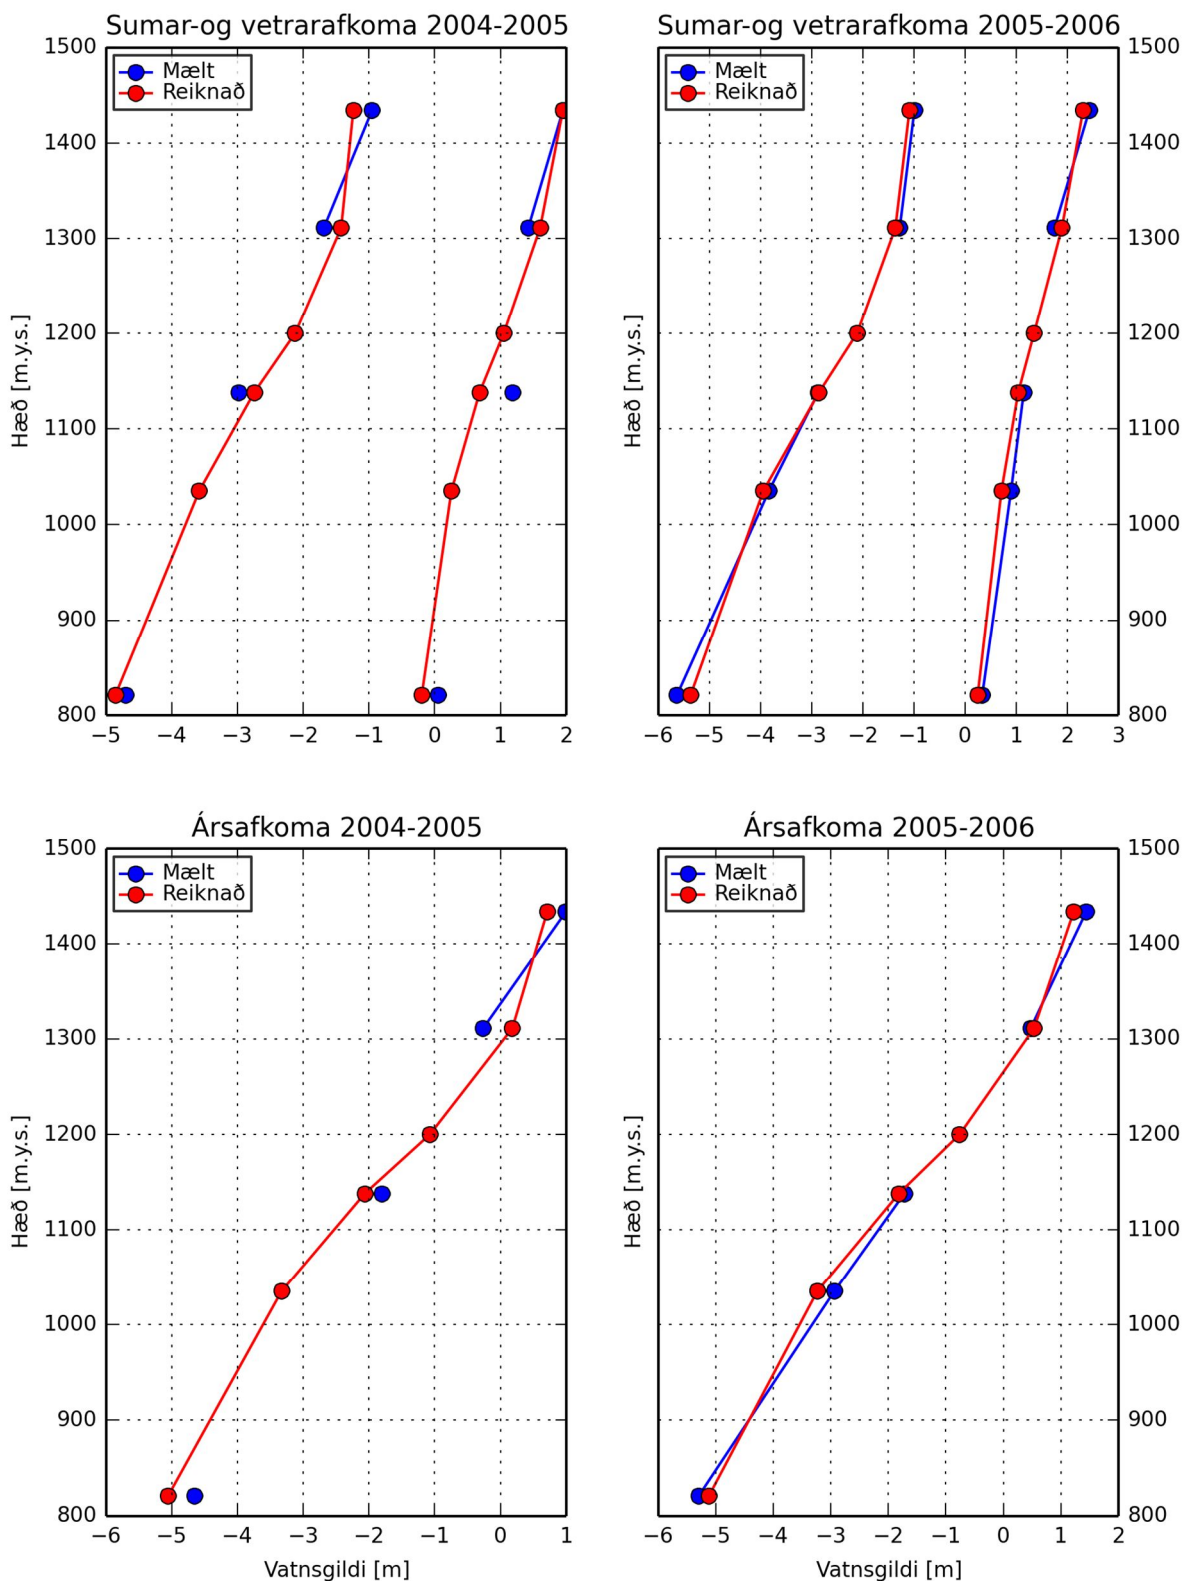 Sumar-og vetrarafkoma 2004-2005
1500
1400
1300
1200
1100
1000
900
800
Hæð [m.y.s.]
Mælt
Reiknað
−5 −4 −3 −2 −1 0 1 2
Sumar-og vetrarafkoma 2005-2006
Mælt
Reiknað
Hæð [m.y.s.]
1500
1400
1300
1200
1100
1000
900
800
−6 −5 −4 −3 −2 −1 0 1 2 3
Ársafkoma 2004-2005
1500
1400
1300
1200
1100
1000
900
800
Hæð [m.y.s.]
Mælt
Reiknað
−6 −5 −4 −3 −2 −1 0 1
Vatnsgildi [m]
Ársafkoma 2005-2006
Mælt
Reiknað
Hæð [m.y.s.]
1500
1400
1300
1200
1100
1000
900
800
−6 −5 −4 −3 −2 −1 0 1 2
Vatnsgildi [m]